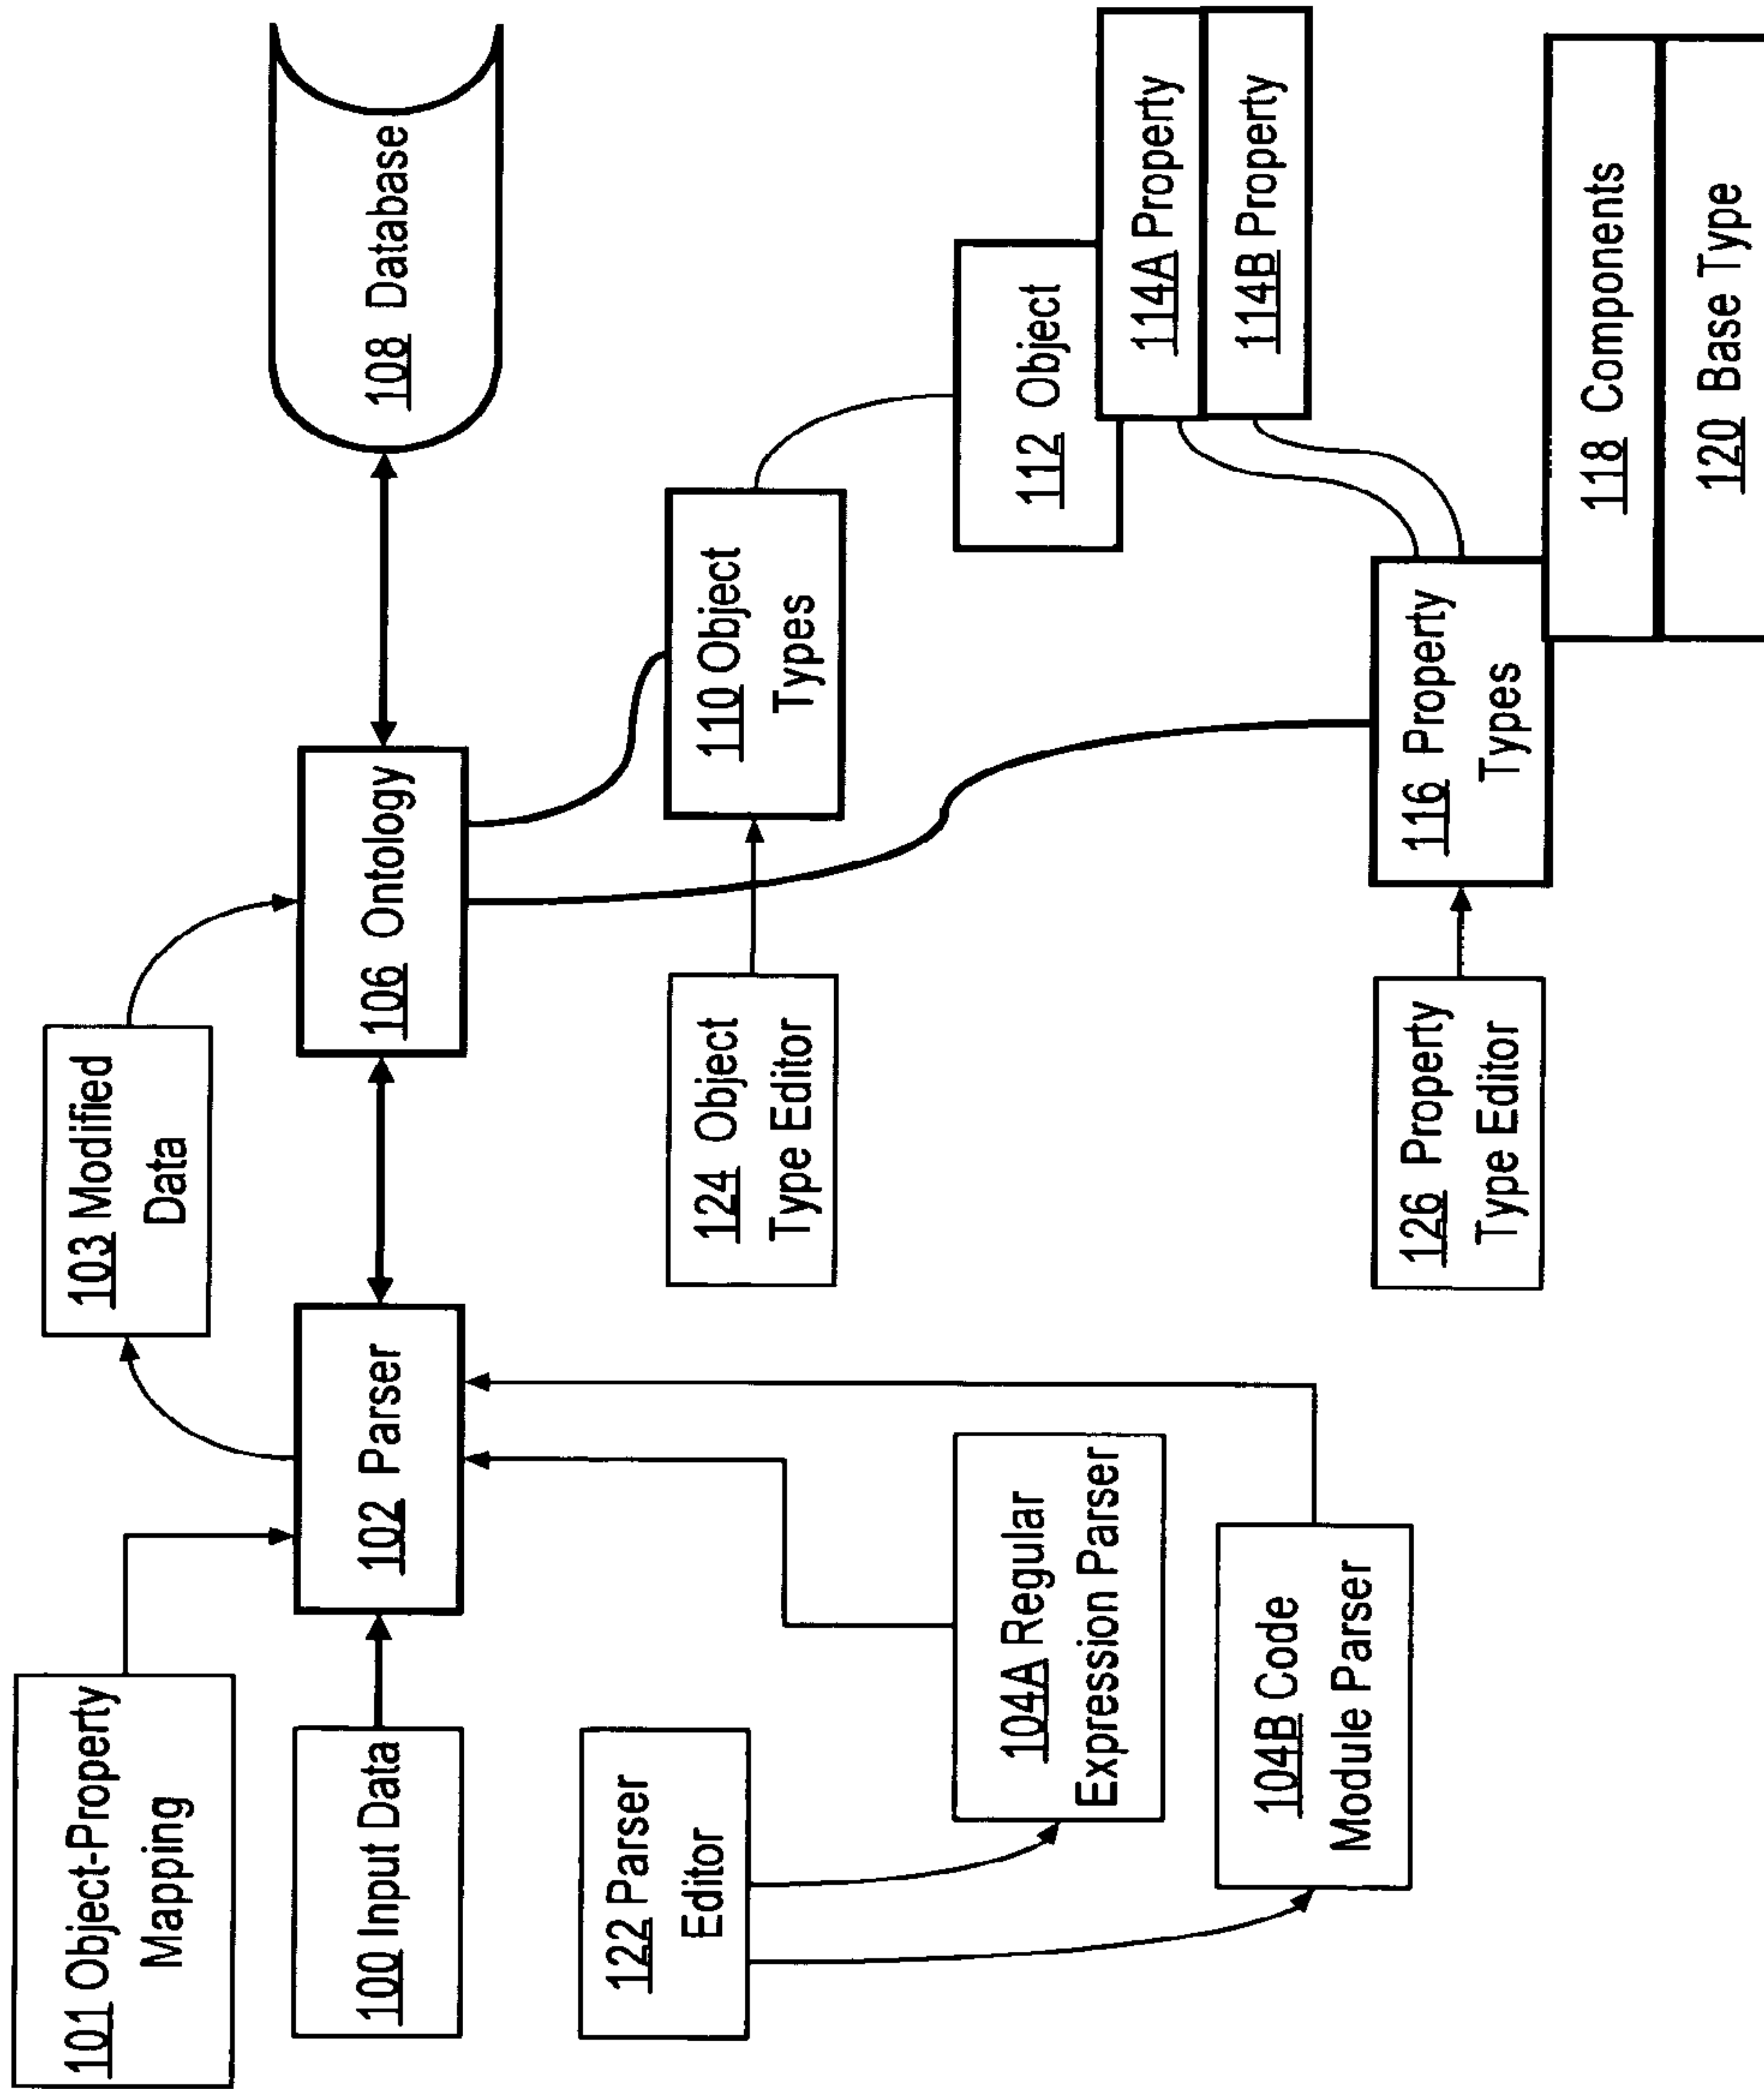 101 Object-Property
Mapping
100 Input Data
102 Parser
103 Modified
Data
106 Ontology
108 Database
122 Parser
Editor
104A Regular
Expression Parser
104B Code
Module Parser
124 Object
Type Editor
110 Object
Types
112 Object
114A Property
114B Property
126 Property
Type Editor
116 Property
Types
118 Components
120 Base Type